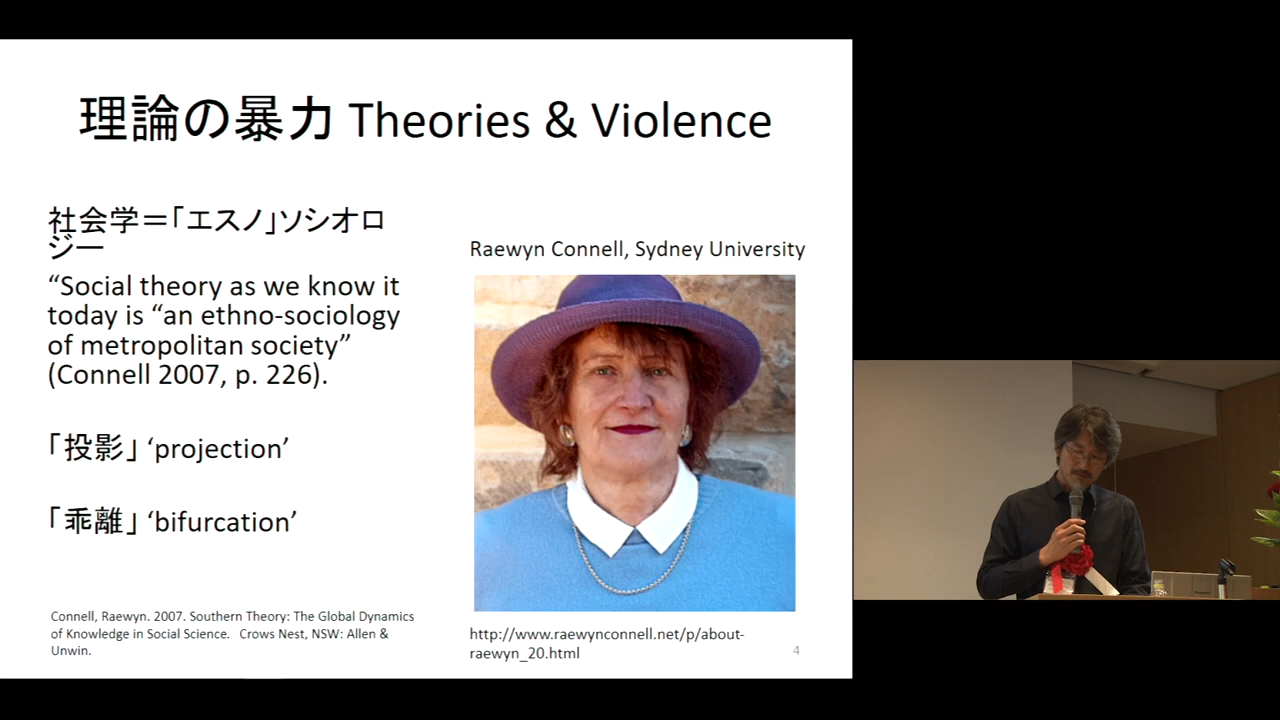 理論の暴力 Theories & Violence
社会学＝「エスノ」ソシオロ
ジー
“Social theory as we know it
today is “an ethno-sociology
of metropolitan society”
(Connell 2007, p. 226).
「投影」 ‘projection’
「乖離」 ‘bifurcation’
Connell, Raewyn. 2007. Southern Theory: The Global Dynamics
of Knowledge in Social Science. Crows Nest, NSW: Allen &
Unwin.
Raewyn Connell, Sydney University
http://www.raewynconnell.net/p/about-
raewyn_20.html
4